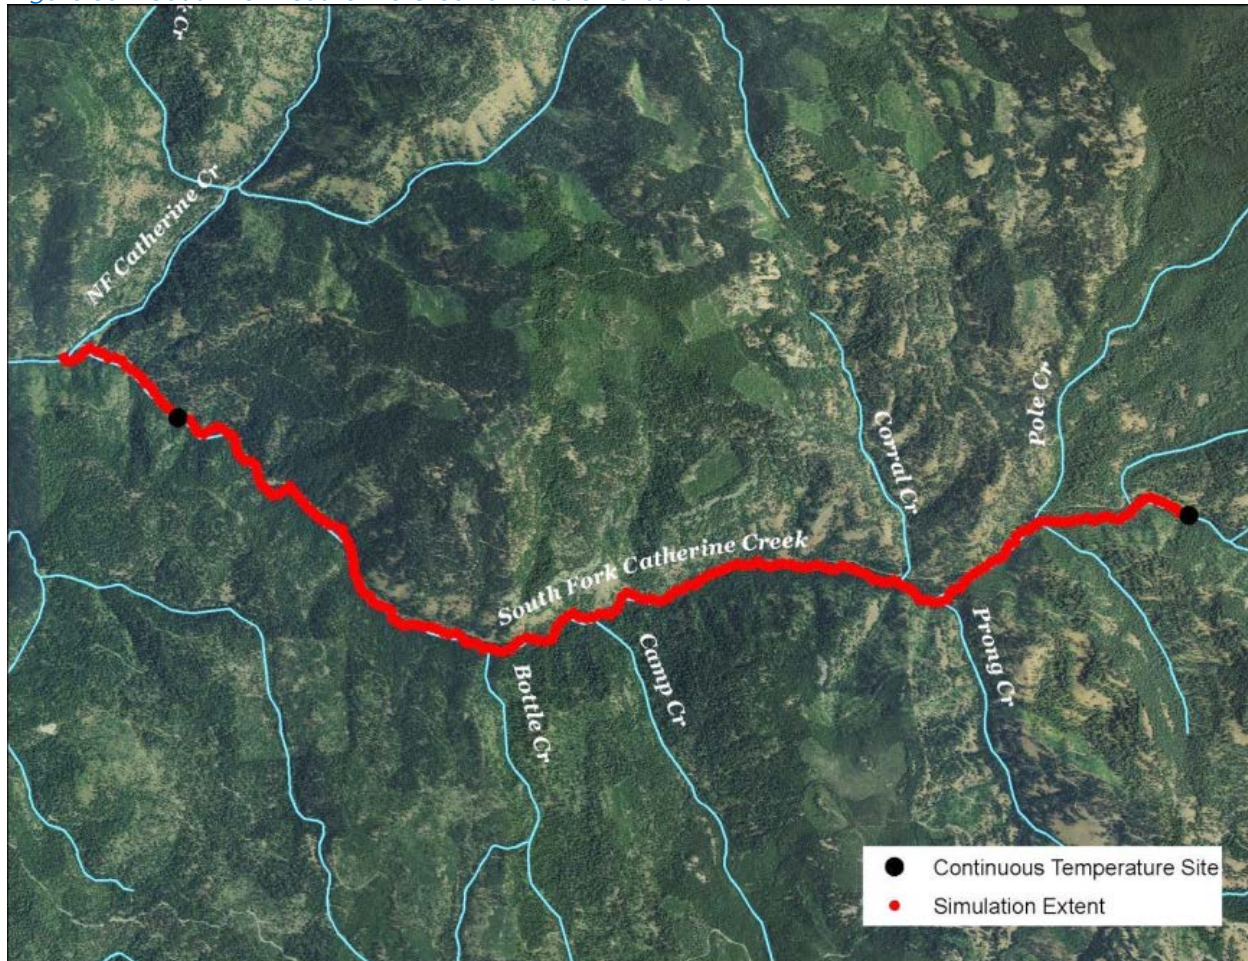 NF Catherine Cr
Corral Cr
Pole Cr
South Fork Catherine Creek
Bottle Cr
Camp Cr
Prong Cr
Continuous Temperature Site
Simulation Extent